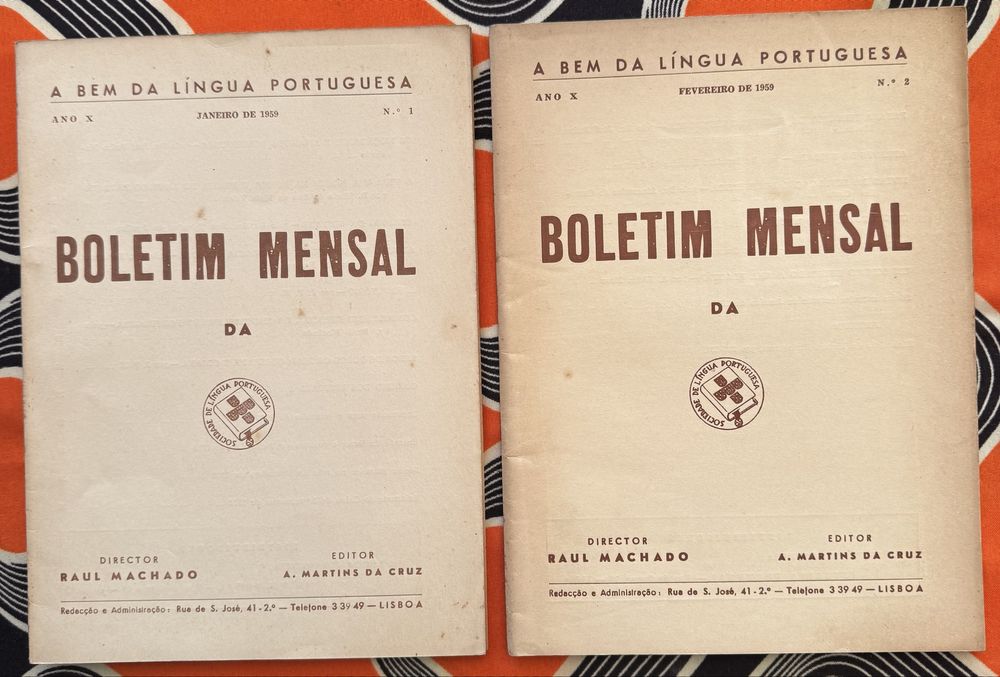 A BEM DA LÍNGUA PORTUGUESA
ANO X JANEIRO DE 1959 N.º 1
BOLETIM MENSAL
DA
SOCIEDADE DE LÍNGUA PORTUGUESA
DIRECTOR EDITOR
RAUL MACHADO A. MARTINS DA CRUZ
Redacção e Administração: Rua de S. José, 41-2.º — Telefone 3 39 49 — LISBOA
A BEM DA LÍNGUA PORTUGUESA
ANO X FEVEREIRO DE 1959 N.º 2
BOLETIM MENSAL
DA
SOCIEDADE DE LÍNGUA PORTUGUESA
DIRECTOR EDITOR
RAUL MACHADO A. MARTINS DA CRUZ
Redacção e Administração: Rua de S. José, 41-2.º — Telefone 3 39 49 — LISBOA